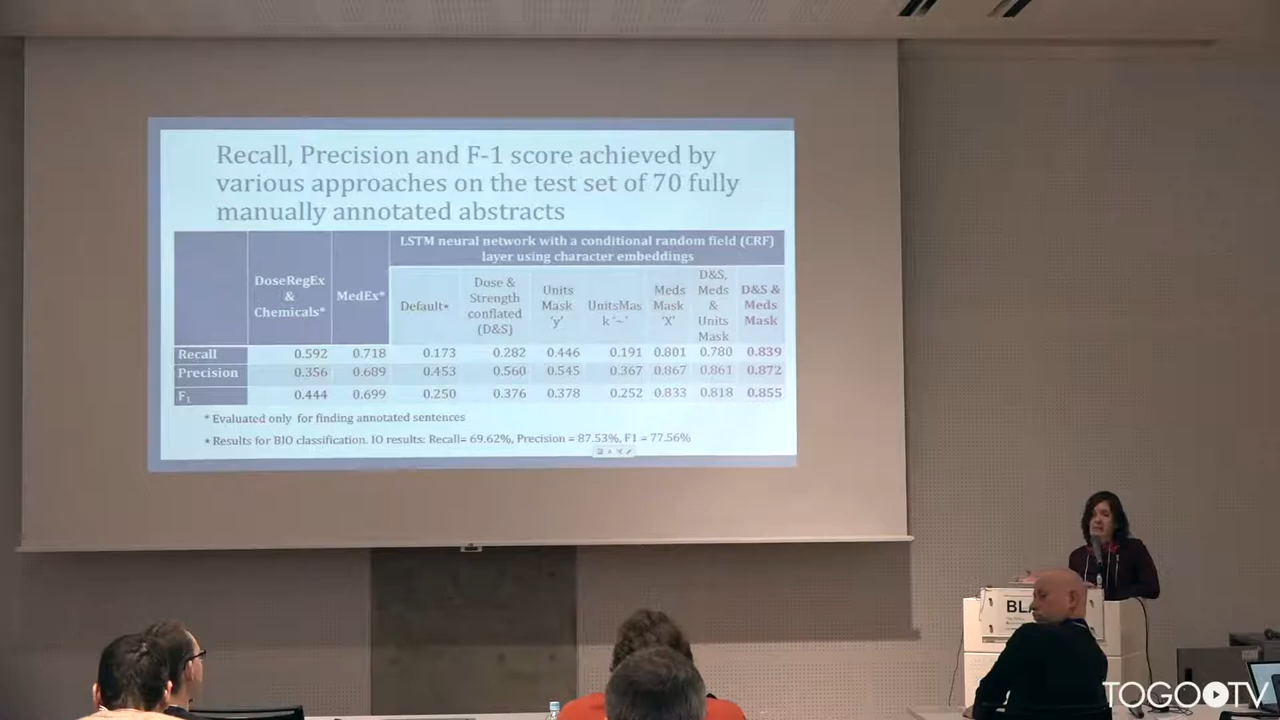 Recall, Precision and F-1 score achieved by
various approaches on the test set of 70 fully
manually annotated abstracts
LSTM neural network with a conditional random field (CRF)
layer using character embeddings
DoseRegEx
&
Chemicals*
MedEx*
Default*
Dose &
Strength
conflated
(D&S)
Units
Mask
'y'
UnitsMas
k '~'
Meds
Mask
'X'
D&S,
Meds
&
Units
Mask
D&S &
Meds
Mask
Recall 0.592 0.718 0.173 0.282 0.446 0.191 0.801 0.780 0.839
Precision 0.356 0.689 0.453 0.560 0.545 0.367 0.867 0.861 0.872
F1 0.444 0.699 0.250 0.376 0.378 0.252 0.833 0.818 0.855
* Evaluated only for finding annotated sentences
* Results for BIO classification. IO results: Recall= 69.62%, Precision = 87.53%, F1 = 77.56%
TOGOTV